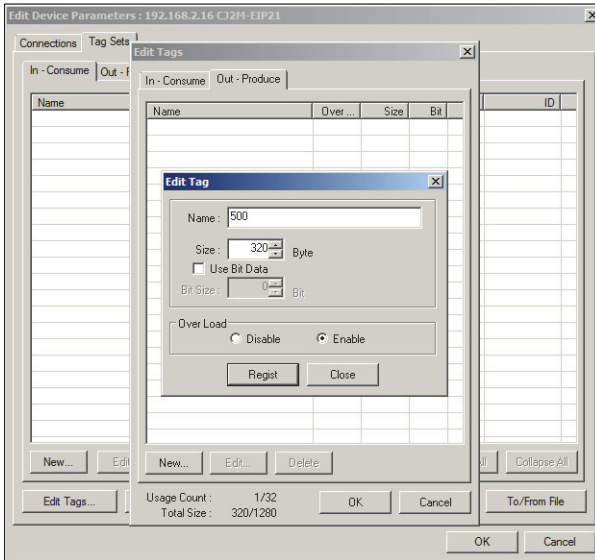 Edit Device Parameters : 192.168.2.16 CJ2M-EIP21
Connections Tag Sets
In - Consume Out -
Name ID
New...
Edit Tags... To/From File
Collapse All
OK Cancel
Edit Tags
In - Consume Out - Produce
Name Over ... Size Bit
New... Edit... Delete
Usage Count : 1/32
Total Size : 320/1280
OK Cancel
Edit Tag
Name : 500
Size : 320 Byte
Use Bit Data
Bit Size : 0 Bit
Over Load
Disable Enable
Regist Close